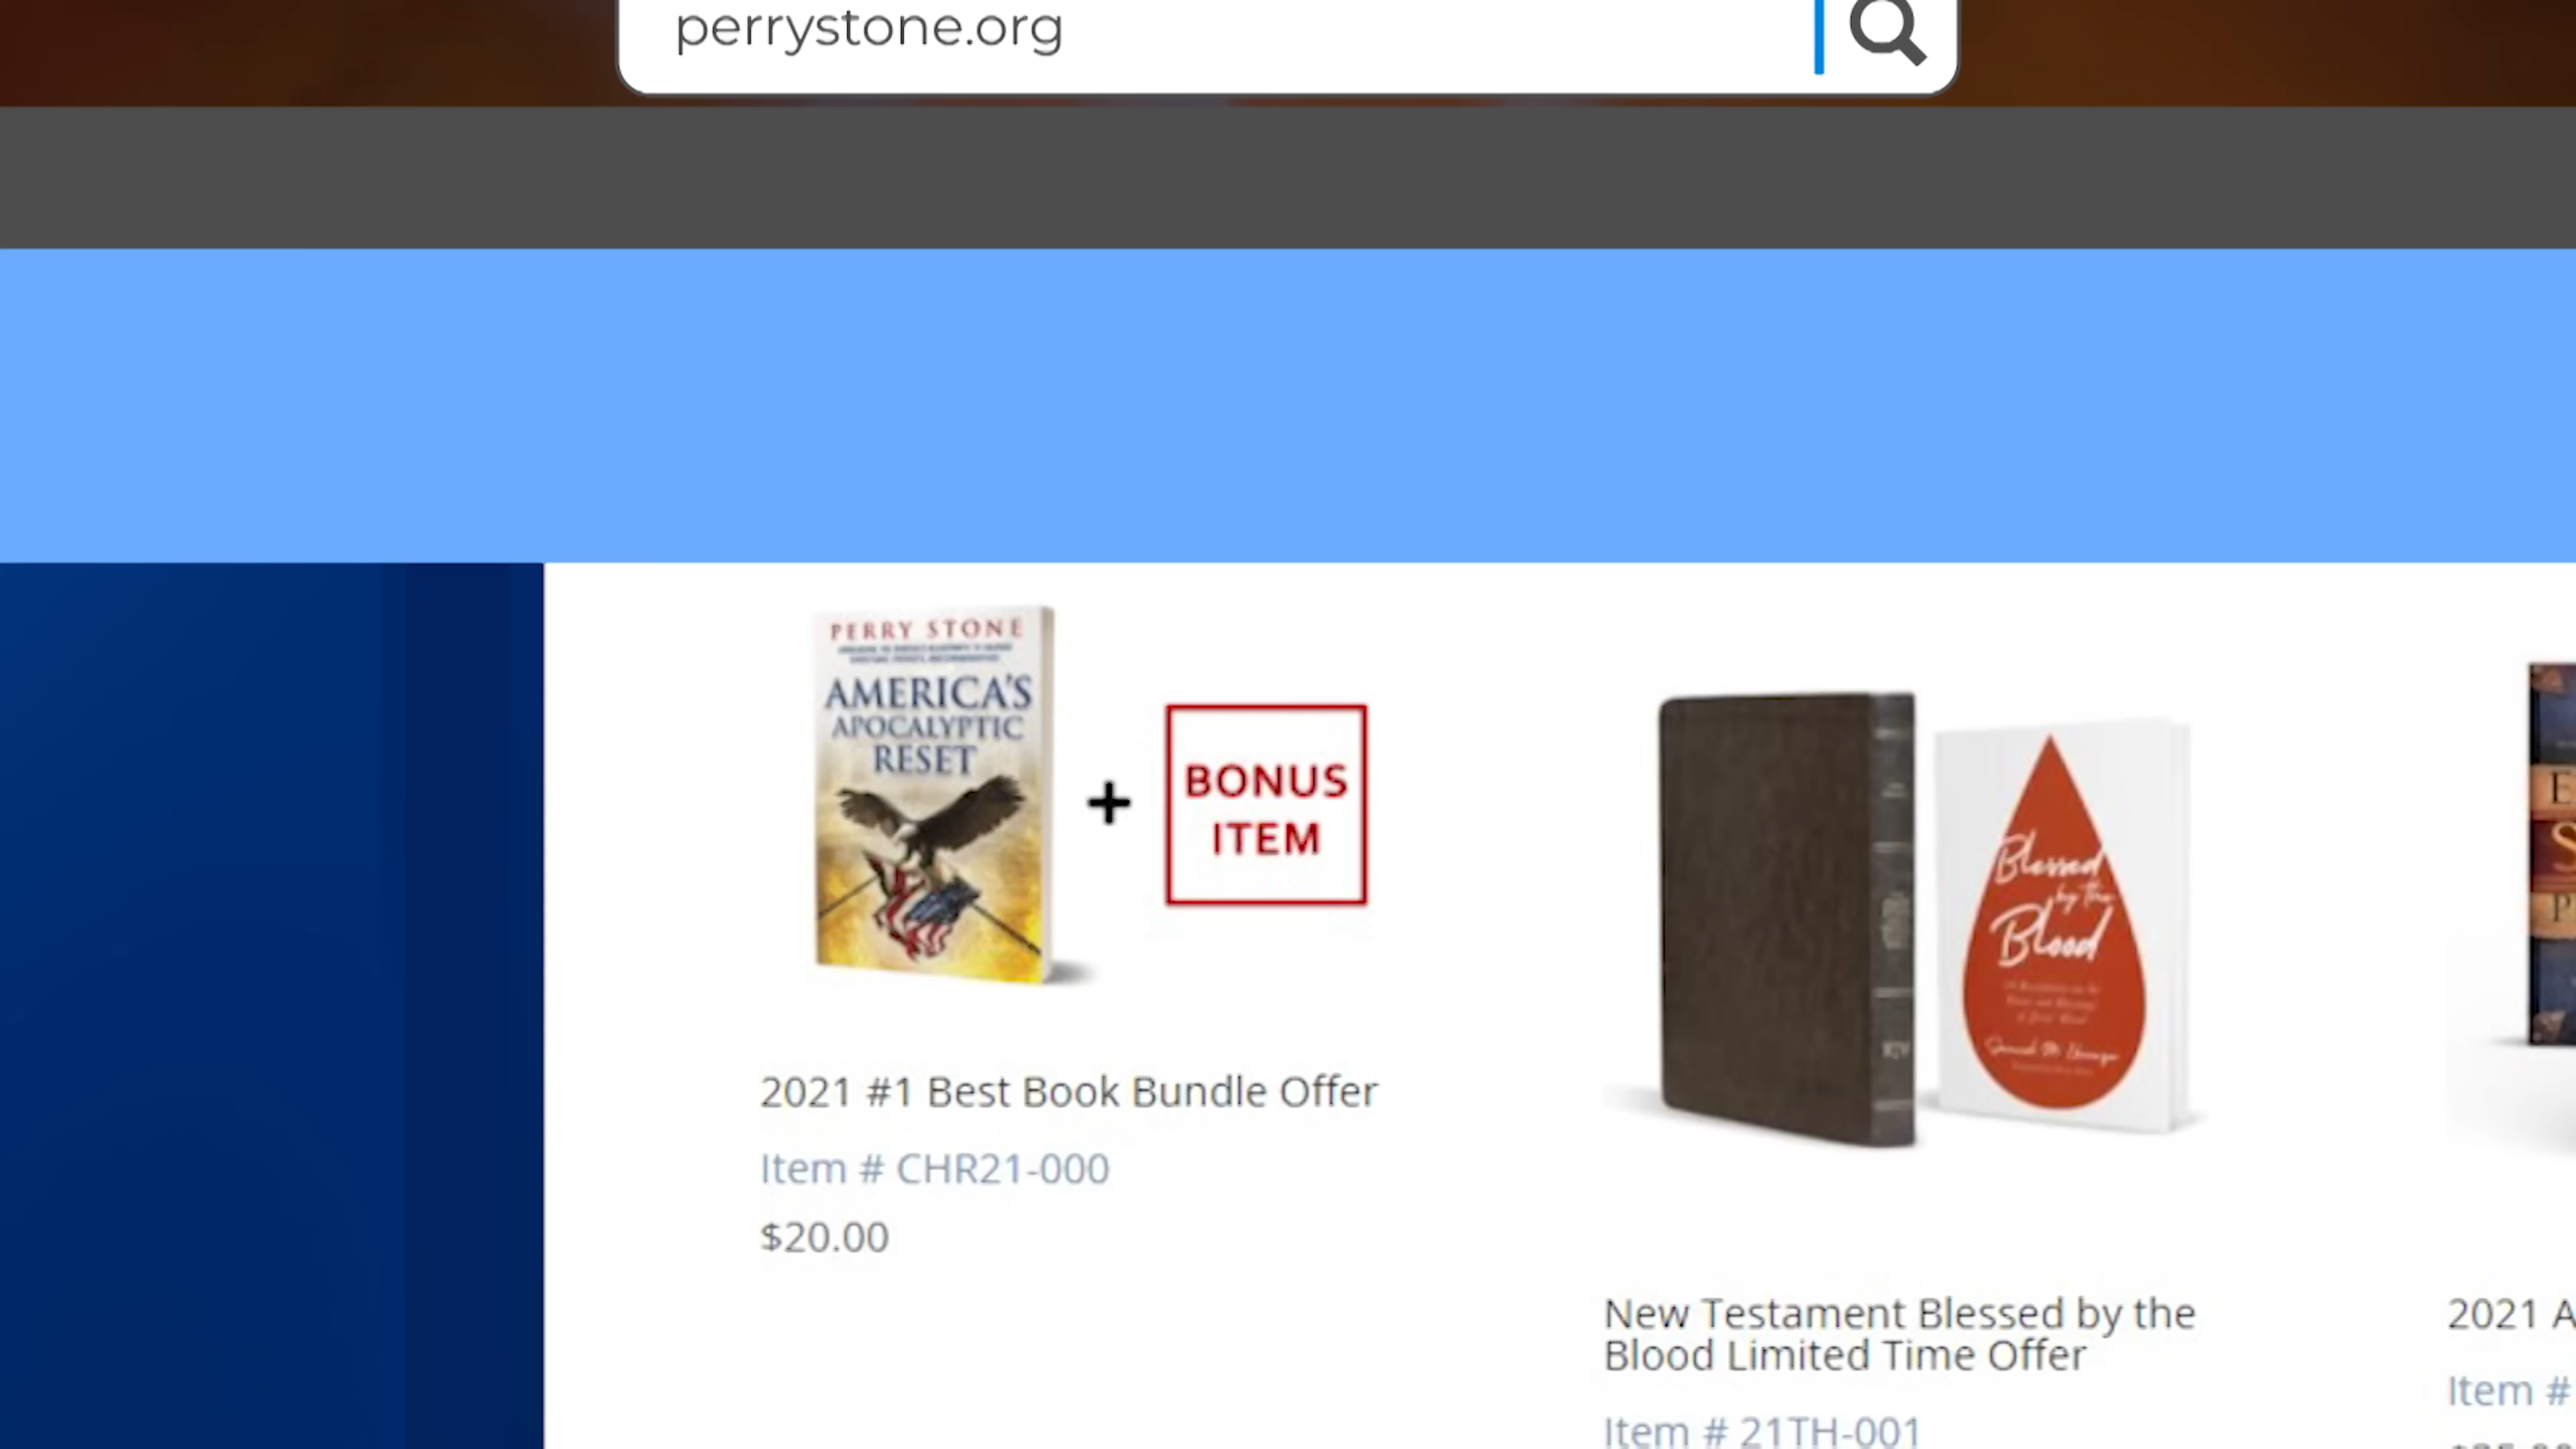 perrystone.org
PERRY STONE
AMERICA'S
APOCALYPTIC
RESET
+
BONUS
ITEM
Blessed
by the
Blood
KJV
2021 #1 Best Book Bundle Offer
Item # CHR21-000
$20.00
New Testament Blessed by the
Blood Limited Time Offer
Item # 21TH-001
E
S
P
2021 A
Item #